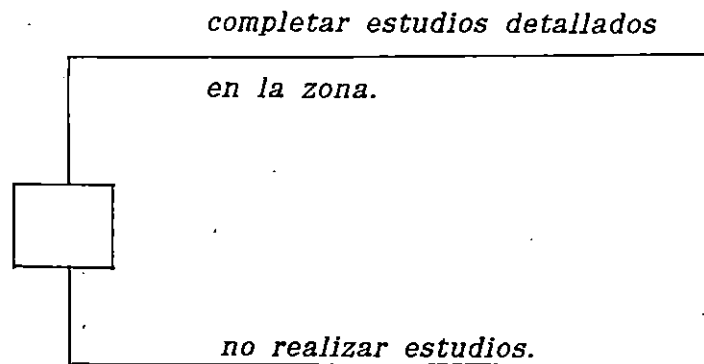 completar estudios detallados
en la zona.
no realizar estudios.